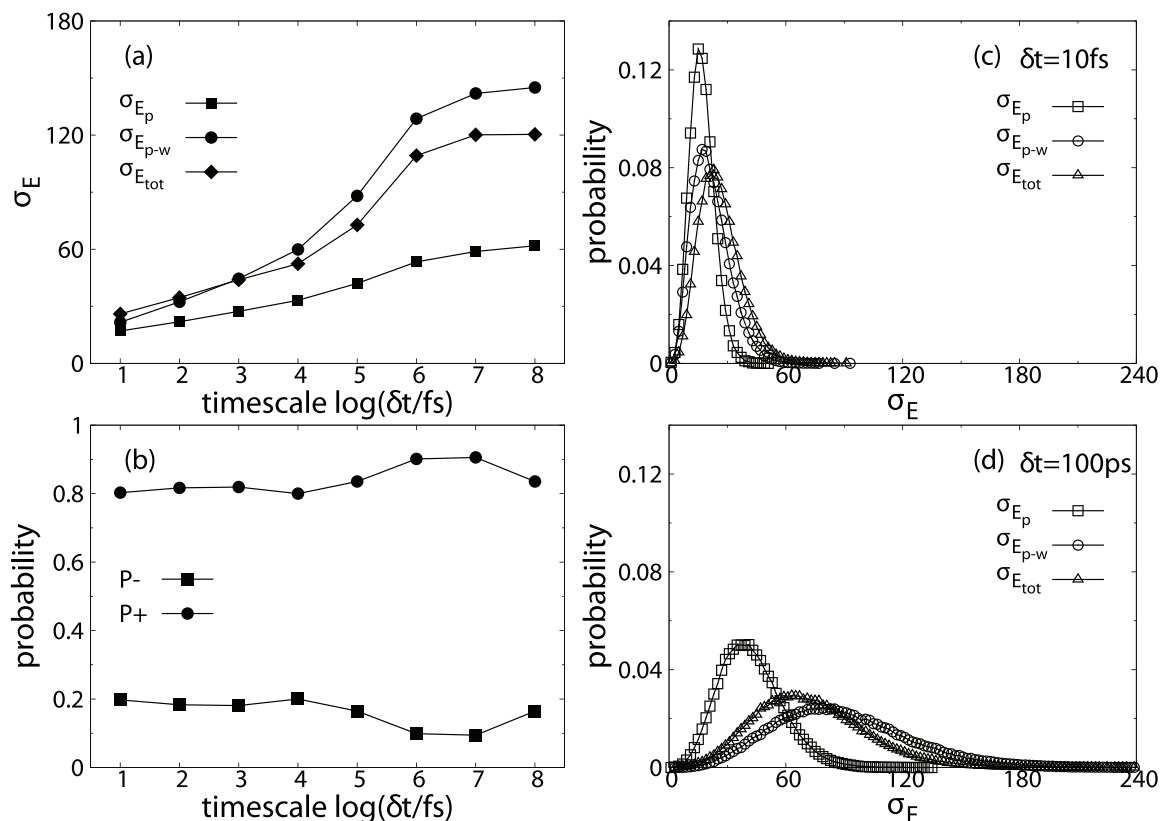 (a)
180
120
60
0
σE
σEp
σEp-w
σEtot
1 2 3 4 5 6 7 8
timescale log(δt/fs)
(b)
1
0.8
0.6
0.4
0.2
0
probability
P-
P+
1 2 3 4 5 6 7 8
timescale log(δt/fs)
(c) δt=10fs
0.12
0.08
0.04
0
probability
σEp
σEp-w
σEtot
0 60 120 180 240
σE
(d) δt=100ps
0.12
0.08
0.04
0
probability
σEp
σEp-w
σEtot
0 60 120 180 240
σE